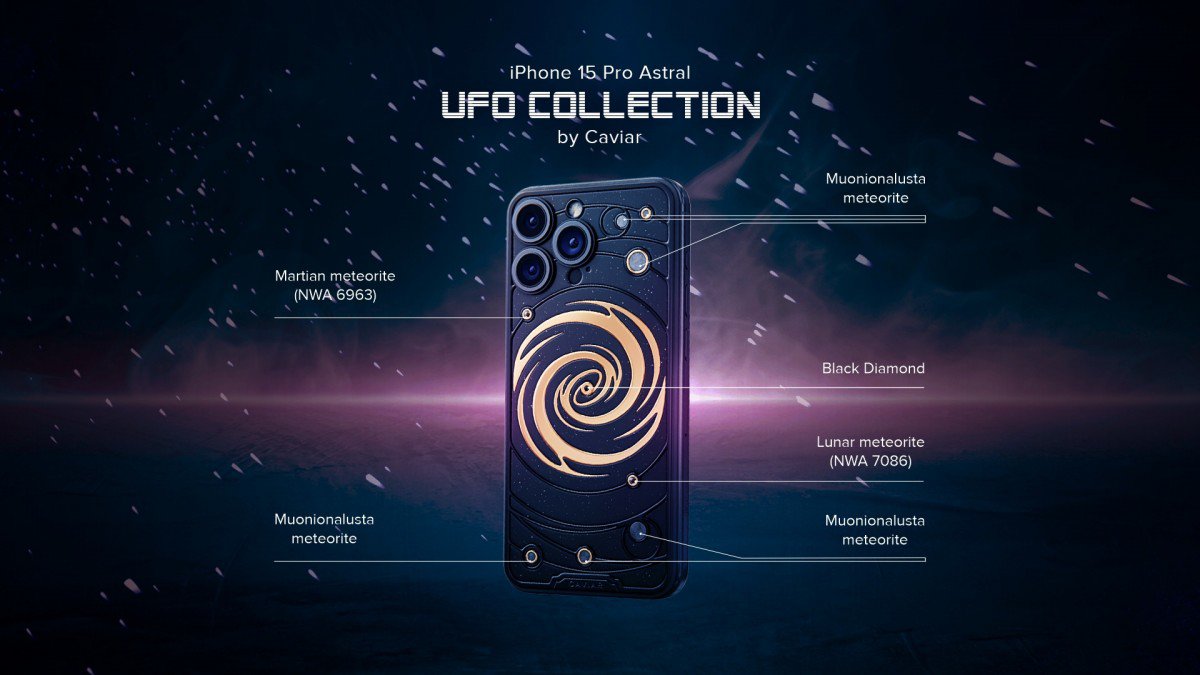 iPhone 15 Pro Astral
UFO COLLECTION
by Caviar
Muonionalusta
meteorite
Martian meteorite
(NWA 6963)
Black Diamond
Lunar meteorite
(NWA 7086)
Muonionalusta
meteorite
Muonionalusta
meteorite
CAVIAR